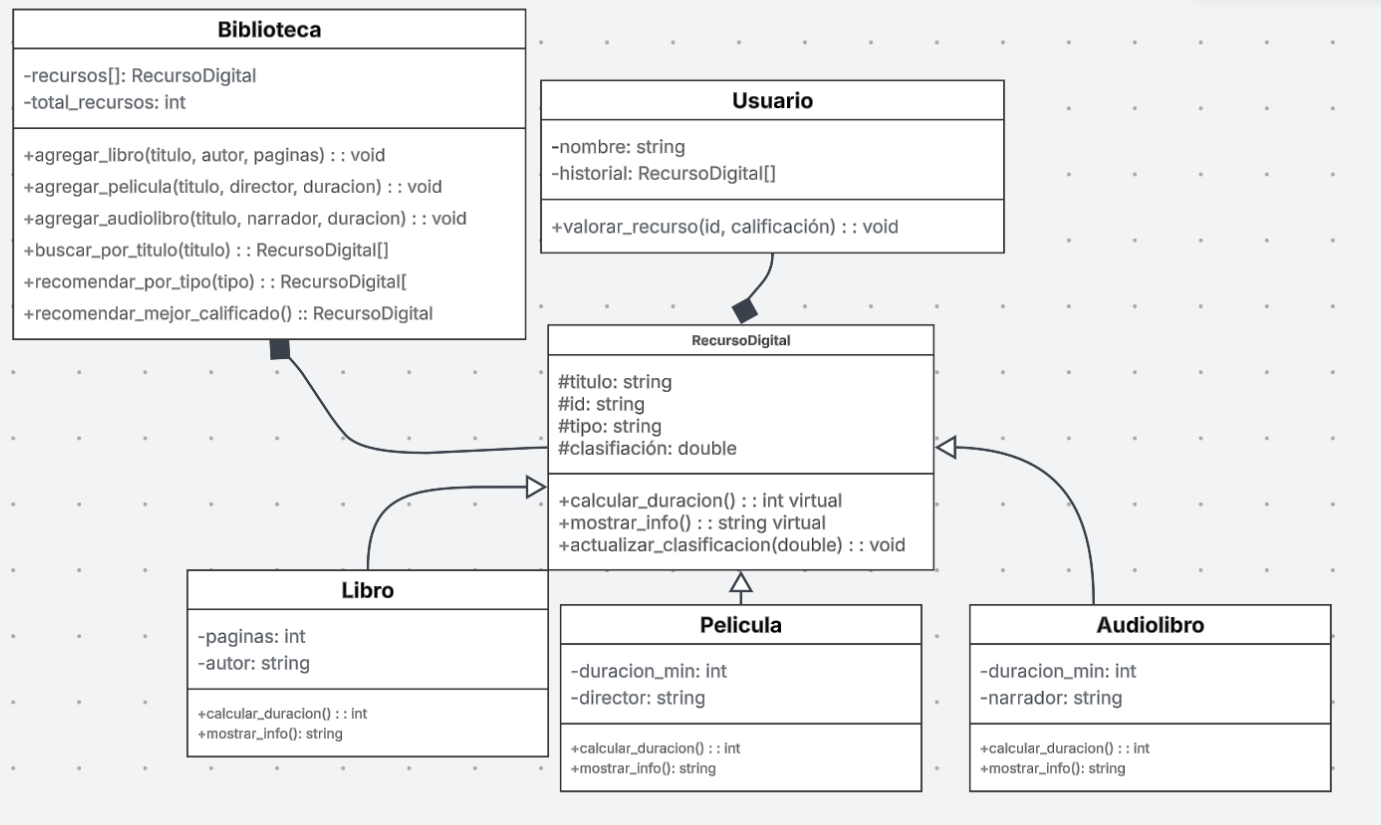 Biblioteca
-recursos[]: RecursoDigital
-total_recursos: int
+agregar_libro(titulo, autor, paginas) : : void
+agregar_pelicula(titulo, director, duracion) : : void
+agregar_audiolibro(titulo, narrador, duracion) : : void
+buscar_por_titulo(titulo) : : RecursoDigital[]
+recomendar_por_tipo(tipo) : : RecursoDigital[
+recomendar_mejor_calificado() :: RecursoDigital
Usuario
-nombre: string
-historial: RecursoDigital[]
+valorar_recurso(id, calificación) : : void
RecursoDigital
#titulo: string
#id: string
#tipo: string
#clasifiación: double
+calcular_duracion() : : int virtual
+mostrar_info() : : string virtual
+actualizar_clasificacion(double) : : void
Libro
-paginas: int
-autor: string
+calcular_duracion() : : int
+mostrar_info(): string
Pelicula
-duracion_min: int
-director: string
+calcular_duracion() : : int
+mostrar_info(): string
Audiolibro
-duracion_min: int
-narrador: string
+calcular_duracion() : : int
+mostrar_info(): string